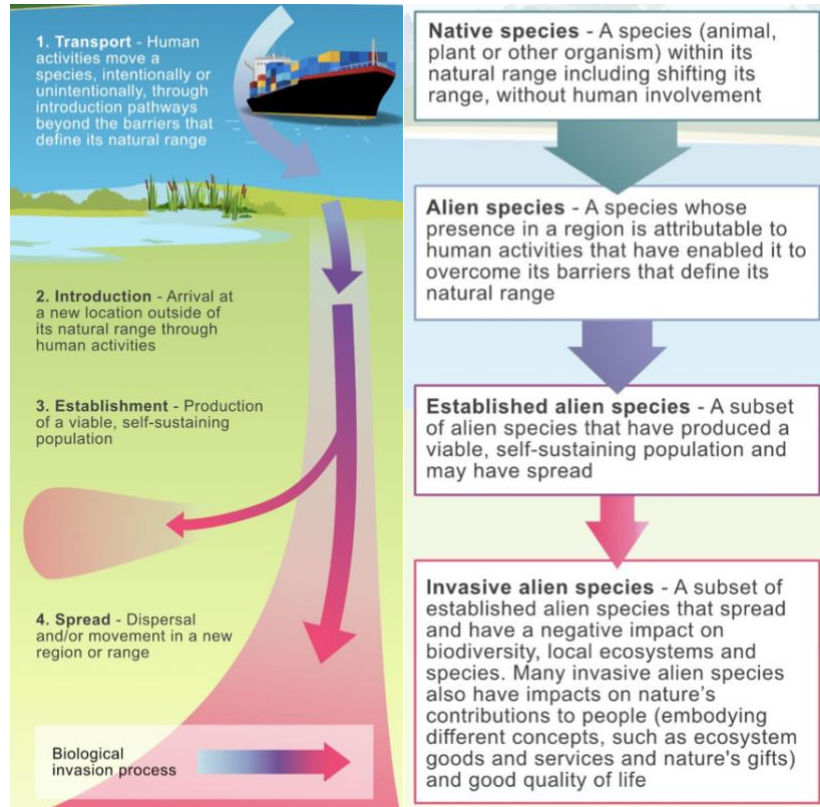 1. Transport - Human
activities move a
species, intentionally or
unintentionally, through
introduction pathways
beyond the barriers that
define its natural range
2. Introduction - Arrival at
a new location outside of
its natural range through
human activities
3. Establishment - Production
of a viable, self-sustaining
population
4. Spread - Dispersal
and/or movement in a new
region or range
Biological
invasion process
Native species - A species (animal,
plant or other organism) within its
natural range including shifting its
range, without human involvement
Alien species - A species whose
presence in a region is attributable to
human activities that have enabled it to
overcome its barriers that define its
natural range
Established alien species - A subset
of alien species that have produced a
viable, self-sustaining population and
may have spread
Invasive alien species - A subset of
established alien species that spread
and have a negative impact on
biodiversity, local ecosystems and
species. Many invasive alien species
also have impacts on nature's
contributions to people (embodying
different concepts, such as ecosystem
goods and services and nature's gifts)
and good quality of life